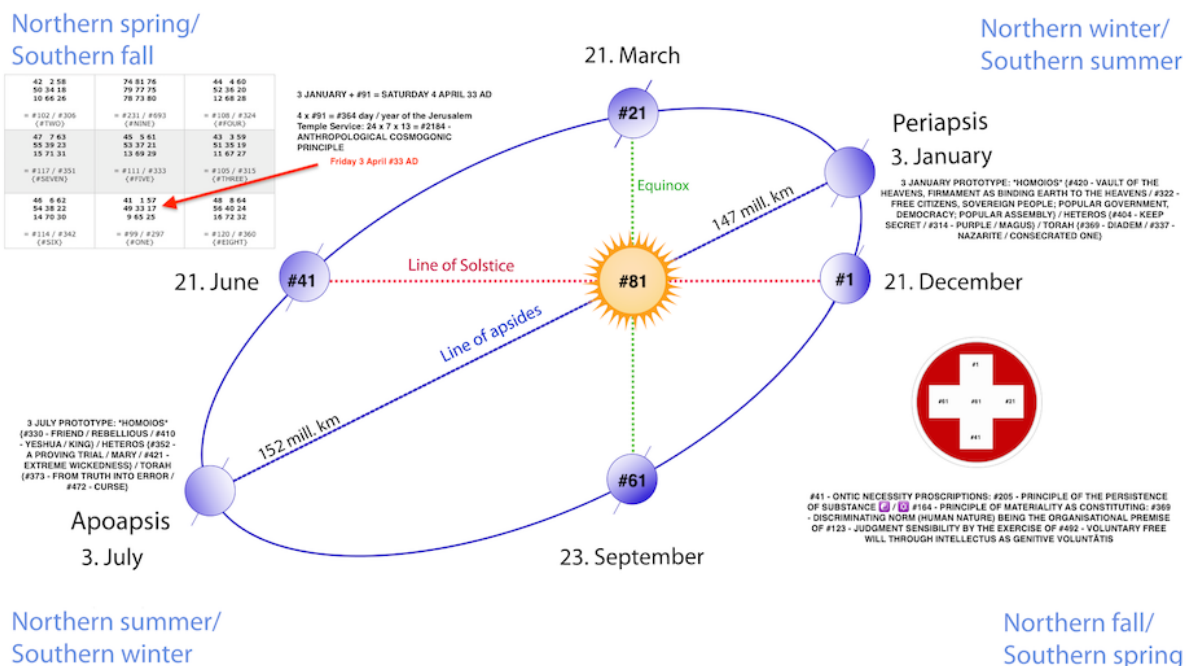 Northern spring/
Southern fall
Northern winter/
Southern summer
42 2 58
50 34 18
10 66 26
= #102 / #306
{#TWO}
74 81 76
79 77 75
78 73 80
= #231 / #693
{#NINE}
44 4 60
52 36 20
12 68 28
= #108 / #324
{#FOUR}
47 7 63
55 39 23
15 71 31
= #117 / #351
{#SEVEN}
45 5 61
53 37 21
13 69 29
= #111 / #333
{#FIVE}
43 3 59
51 35 19
11 67 27
= #105 / #315
{#THREE}
46 6 62
54 38 22
14 70 30
= #114 / #342
{#SIX}
41 1 57
49 33 17
9 65 25
= #99 / #297
{#ONE}
48 8 64
56 40 24
16 72 32
= #120 / #360
{#EIGHT}
3 JANUARY + #91 = SATURDAY 4 APRIL 33 AD
4 x #91 = #364 day / year of the Jerusalem
Temple Service: 24 x 7 x 13 = #2184 -
ANTHROPOLOGICAL COSMOGONIC
PRINCIPLE
Friday 3 April #33 AD
21. March
#21
Equinox
Periapsis
3. January
3 JANUARY PROTOTYPE: *HOMOIOS* {#420 - VAULT OF THE
HEAVENS, FIRMAMENT AS BINDING EARTH TO THE HEAVENS / #322 -
FREE CITIZENS, SOVEREIGN PEOPLE; POPULAR GOVERNMENT,
DEMOCRACY; POPULAR ASSEMBLY} / HETEROS {#404 - KEEP
SECRET / #314 - PURPLE / MAGUS} / TORAH {#369 - DIADEM / #337 -
NAZARITE / CONSECRATED ONE}
147 mill. km
21. June
#41
Line of Solstice
#81
#1
21. December
Line of apsides
152 mill. km
3 JULY PROTOTYPE: *HOMOIOS*
{#330 - FRIEND / REBELLIOUS / #410
- YESHUA / KING} / HETEROS {#352 -
A PROVING TRIAL / MARY / #421 -
EXTREME WICKEDNESS} / TORAH
{#373 - FROM TRUTH INTO ERROR /
#472 - CURSE}
Apoapsis
3. July
#61
23. September
#1
#61 #81 #21
#41
#41 - ONTIC NECESSITY PROSCRIPTIONS: #205 - PRINCIPLE OF THE PERSISTENCE
OF SUBSTANCE / #164 - PRINCIPLE OF MATERIALITY AS CONSTITUTING: #369
- DISCRIMINATING NORM (HUMAN NATURE) BEING THE ORGANISATIONAL PREMISE
OF #123 - JUDGMENT SENSIBILITY BY THE EXERCISE OF #492 - VOLUNTARY FREE
WILL THROUGH INTELLECTUS AS GENITIVE VOLUNTĀTIS
Northern summer/
Southern winter
Northern fall/
Southern spring